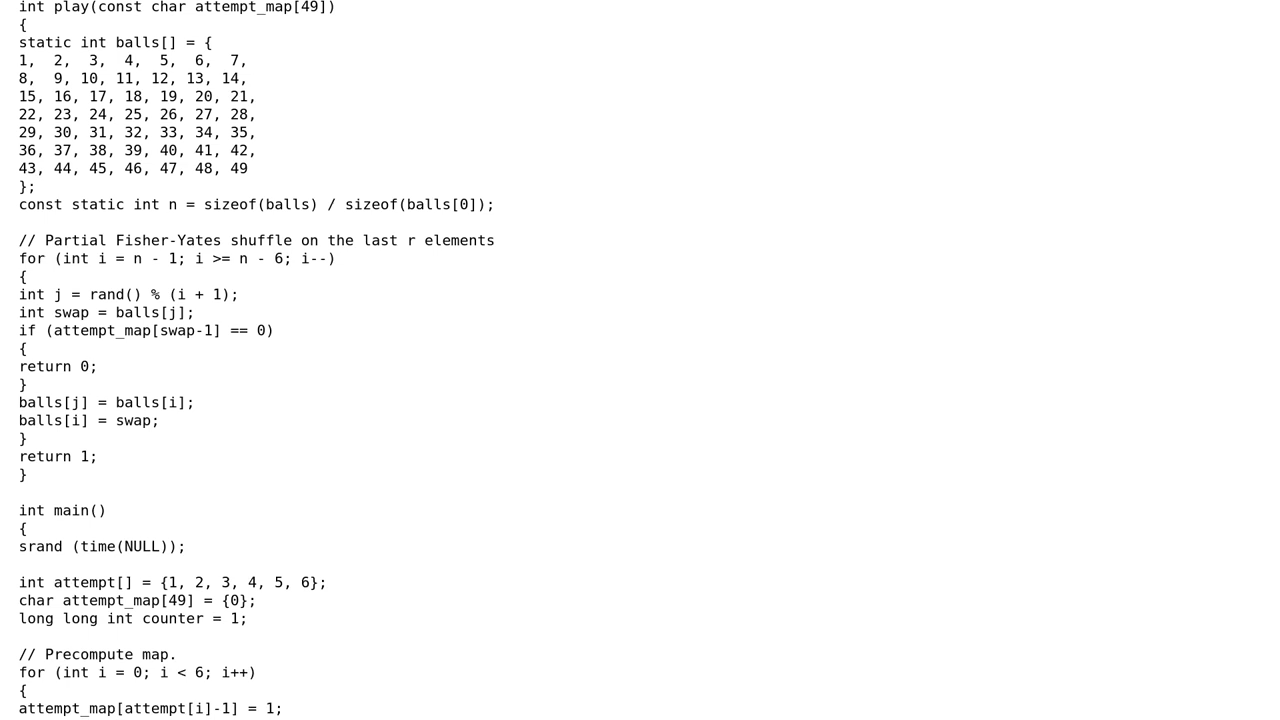 int play(const char attempt_map[49])
{
static int balls[] = {
1,  2,  3,  4,  5,  6,  7,
8,  9, 10, 11, 12, 13, 14,
15, 16, 17, 18, 19, 20, 21,
22, 23, 24, 25, 26, 27, 28,
29, 30, 31, 32, 33, 34, 35,
36, 37, 38, 39, 40, 41, 42,
43, 44, 45, 46, 47, 48, 49
};
const static int n = sizeof(balls) / sizeof(balls[0]);

// Partial Fisher-Yates shuffle on the last r elements
for (int i = n - 1; i >= n - 6; i--)
{
int j = rand() % (i + 1);
int swap = balls[j];
if (attempt_map[swap-1] == 0)
{
return 0;
}
balls[j] = balls[i];
balls[i] = swap;
}
return 1;
}

int main()
{
srand (time(NULL));

int attempt[] = {1, 2, 3, 4, 5, 6};
char attempt_map[49] = {0};
long long int counter = 1;

// Precompute map.
for (int i = 0; i < 6; i++)
{
attempt_map[attempt[i]-1] = 1;